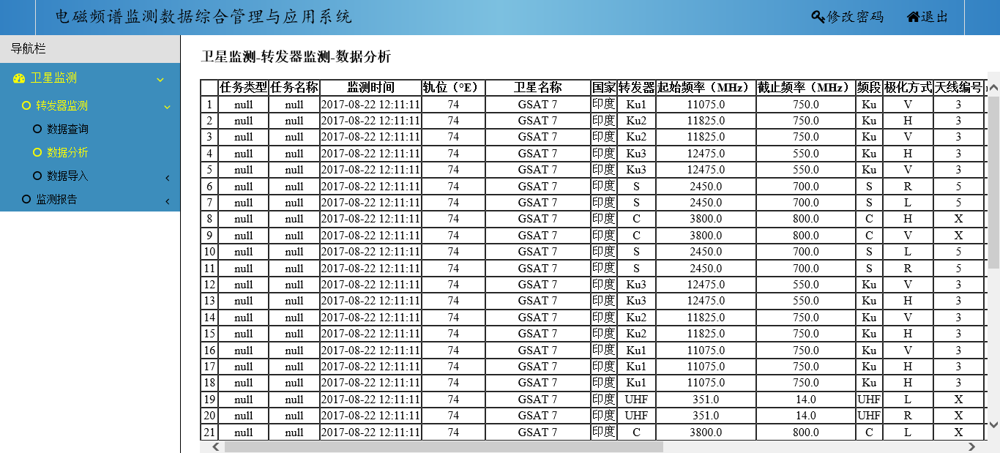 电磁频谱监测数据综合管理与应用系统 修改密码 退出
导航栏
卫星监测
转发器监测
数据查询
数据分析
数据导入
监测报告
卫星监测-转发器监测-数据分析
任务类型 任务名称 监测时间 轨位（°E） 卫星名称 国家 转发器 起始频率（MHz） 截止频率（MHz） 频段 极化方式 天线编号
1 null null 2017-08-22 12:11:11 74 GSAT 7 印度 Ku1 11075.0 750.0 Ku V 3
2 null null 2017-08-22 12:11:11 74 GSAT 7 印度 Ku2 11825.0 750.0 Ku H 3
3 null null 2017-08-22 12:11:11 74 GSAT 7 印度 Ku2 11825.0 750.0 Ku V 3
4 null null 2017-08-22 12:11:11 74 GSAT 7 印度 Ku3 12475.0 550.0 Ku H 3
5 null null 2017-08-22 12:11:11 74 GSAT 7 印度 Ku3 12475.0 550.0 Ku V 3
6 null null 2017-08-22 12:11:11 74 GSAT 7 印度 S 2450.0 700.0 S R 5
7 null null 2017-08-22 12:11:11 74 GSAT 7 印度 S 2450.0 700.0 S L 5
8 null null 2017-08-22 12:11:11 74 GSAT 7 印度 C 3800.0 800.0 C H X
9 null null 2017-08-22 12:11:11 74 GSAT 7 印度 C 3800.0 800.0 C V X
10 null null 2017-08-22 12:11:11 74 GSAT 7 印度 S 2450.0 700.0 S L 5
11 null null 2017-08-22 12:11:11 74 GSAT 7 印度 S 2450.0 700.0 S R 5
12 null null 2017-08-22 12:11:11 74 GSAT 7 印度 Ku3 12475.0 550.0 Ku V 3
13 null null 2017-08-22 12:11:11 74 GSAT 7 印度 Ku3 12475.0 550.0 Ku H 3
14 null null 2017-08-22 12:11:11 74 GSAT 7 印度 Ku2 11825.0 750.0 Ku V 3
15 null null 2017-08-22 12:11:11 74 GSAT 7 印度 Ku2 11825.0 750.0 Ku H 3
16 null null 2017-08-22 12:11:11 74 GSAT 7 印度 Ku1 11075.0 750.0 Ku V 3
17 null null 2017-08-22 12:11:11 74 GSAT 7 印度 Ku1 11075.0 750.0 Ku H 3
18 null null 2017-08-22 12:11:11 74 GSAT 7 印度 Ku1 11075.0 750.0 Ku H 3
19 null null 2017-08-22 12:11:11 74 GSAT 7 印度 UHF 351.0 14.0 UHF L X
20 null null 2017-08-22 12:11:11 74 GSAT 7 印度 UHF 351.0 14.0 UHF R X
21 null null 2017-08-22 12:11:11 74 GSAT 7 印度 C 3800.0 800.0 C L X